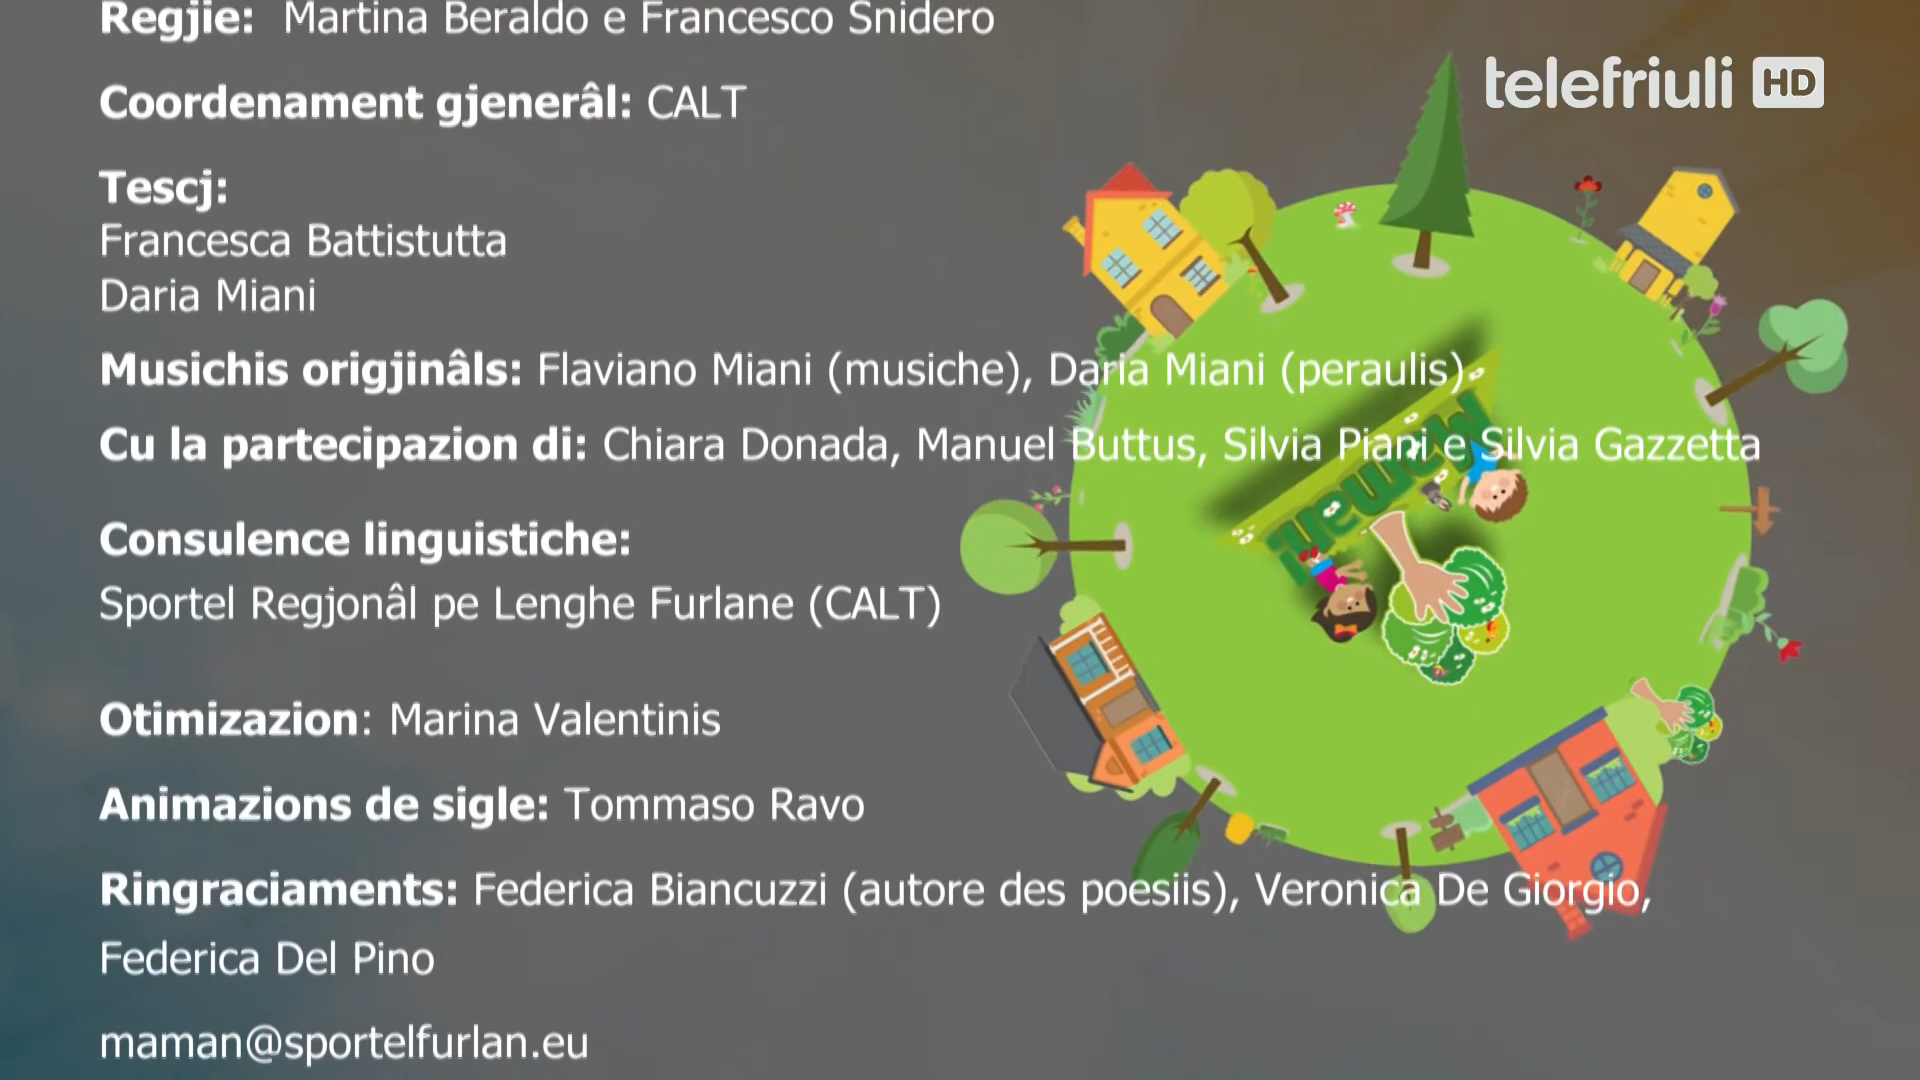 Regjie: Martina Beraldo e Francesco Snidero
telefriuli HD
Coordenament gjenerâl: CALT
Tescj:
Francesca Battistutta
Daria Miani
Musichis origjinâls: Flaviano Miani (musiche), Daria Miani (peraulis)
Cu la partecipazion di: Chiara Donada, Manuel Buttus, Silvia Piani e Silvia Gazzetta
Maman!
Consulence linguistiche:
Sportel Regjonâl pe Lenghe Furlane (CALT)
Otimizazion: Marina Valentinis
Animazions de sigle: Tommaso Ravo
Ringraciaments: Federica Biancuzzi (autore des poesiis), Veronica De Giorgio,
Federica Del Pino
maman@sportelfurlan.eu